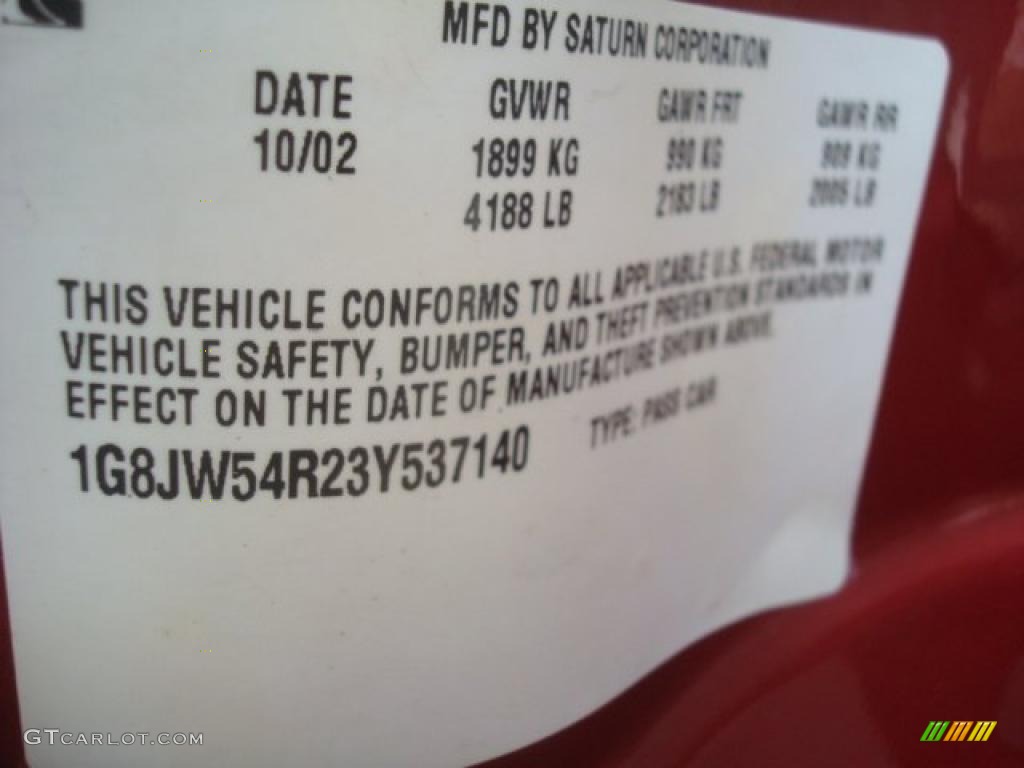 MFD BY SATURN CORPORATION
DATE GVWR GAWR FRT GAWR RR
10/02 1899 KG 990 KG 909 KG
4188 LB 2183 LB 2005 LB
THIS VEHICLE CONFORMS TO ALL APPLICABLE U.S. FEDERAL MOTOR
VEHICLE SAFETY, BUMPER, AND THEFT PREVENTION STANDARDS IN
EFFECT ON THE DATE OF MANUFACTURE SHOWN ABOVE.
1G8JW54R23Y537140 TYPE: PASS CAR
GTCARLOT.COM